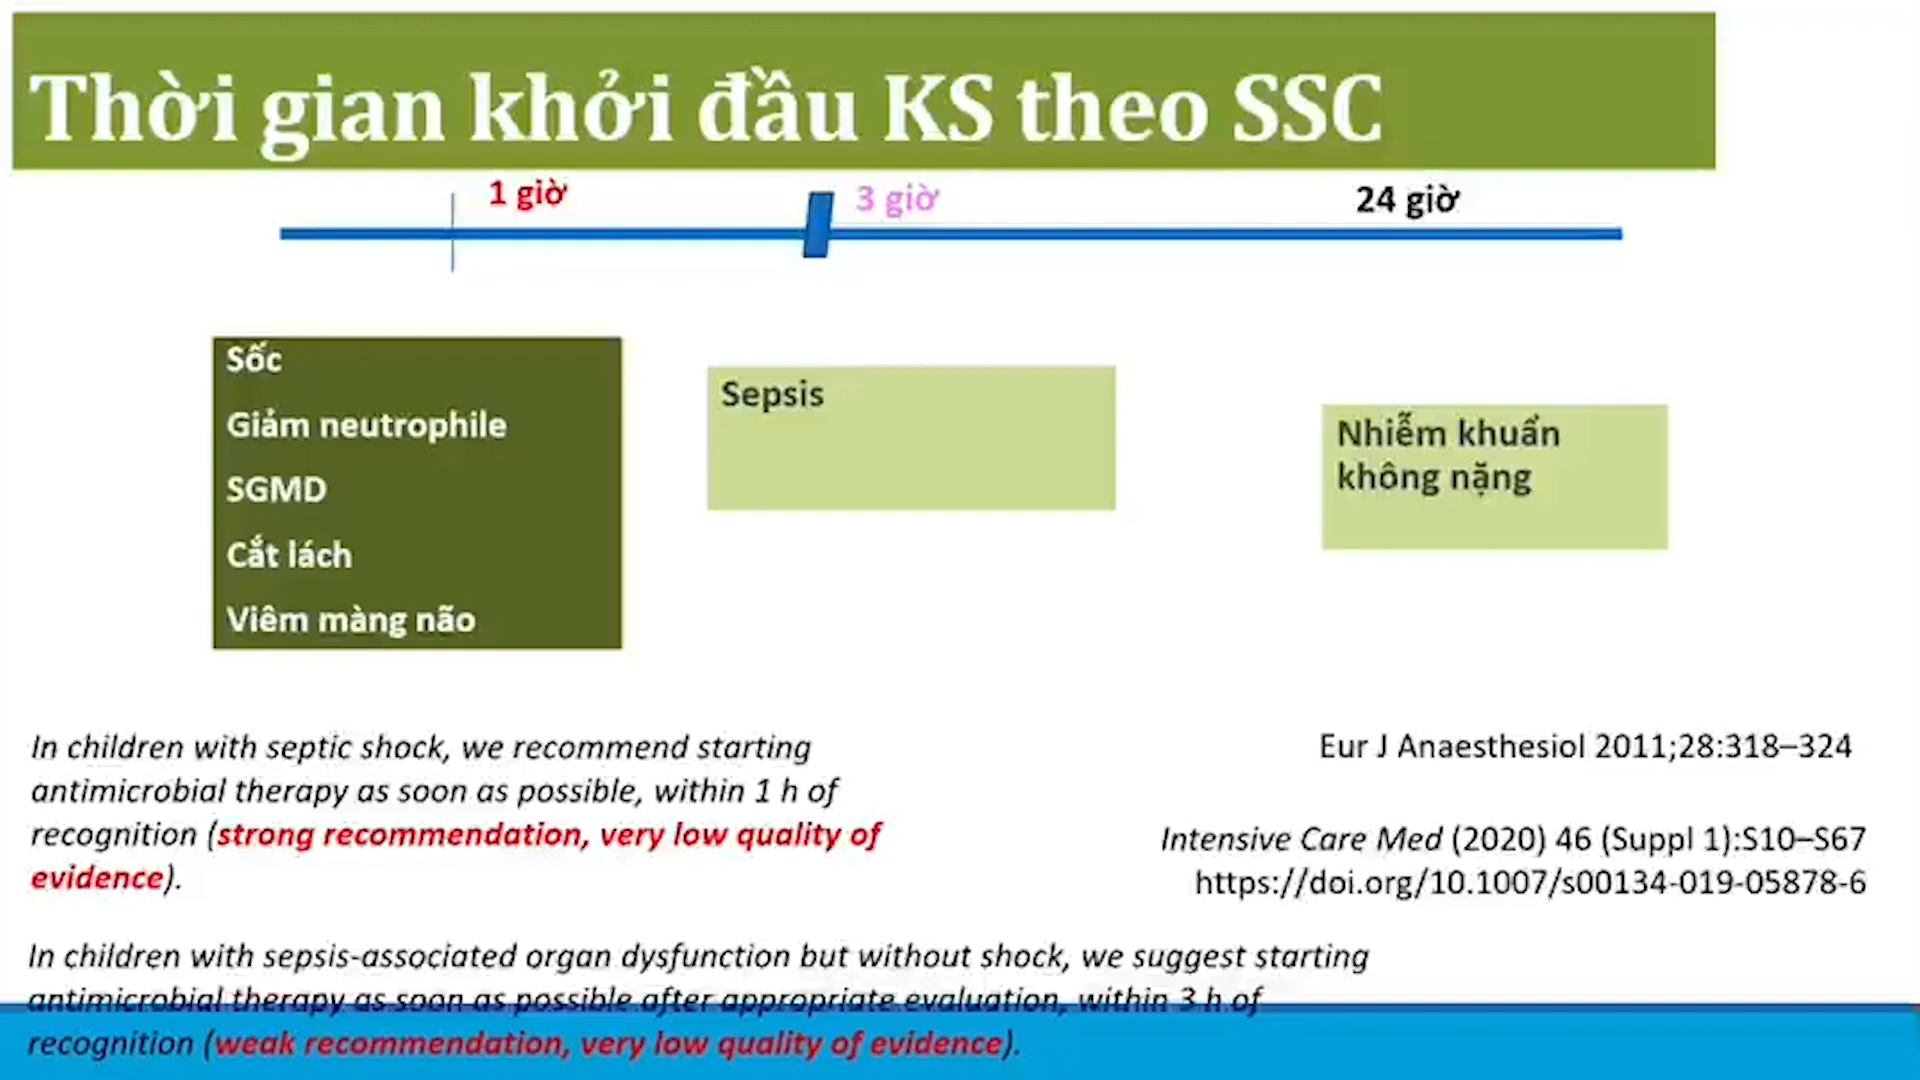 Thời gian khởi đầu KS theo SSC
1 giờ
3 giờ
24 giờ
Sốc
Giảm neutrophile
SGMD
Cắt lách
Viêm màng não
Sepsis
Nhiễm khuẩn
không nặng
In children with septic shock, we recommend starting
antimicrobial therapy as soon as possible, within 1 h of
recognition (strong recommendation, very low quality of
evidence).
Eur J Anaesthesiol 2011;28:318–324
Intensive Care Med (2020) 46 (Suppl 1):S10–S67
https://doi.org/10.1007/s00134-019-05878-6
In children with sepsis-associated organ dysfunction but without shock, we suggest starting
antimicrobial therapy as soon as possible after appropriate evaluation, within 3 h of
recognition (weak recommendation, very low quality of evidence).